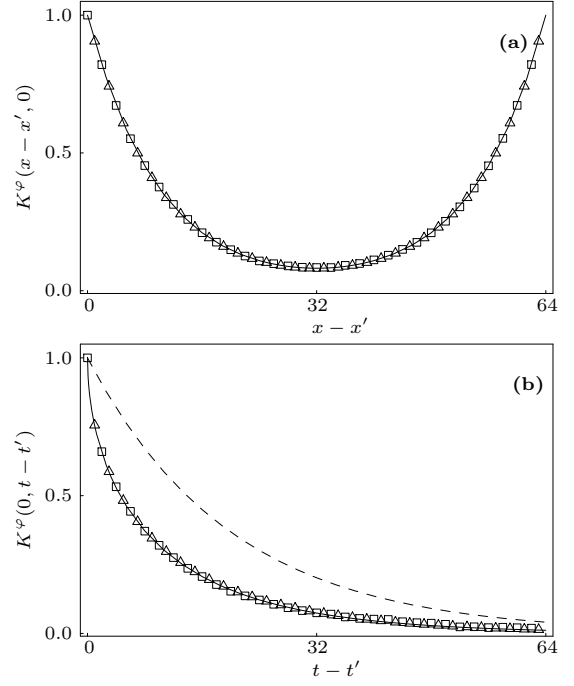 1.0
(a)
K^φ(x − x′, 0)
0.5
0.0
0 32 64
x − x′
1.0
(b)
K^φ(0, t − t′)
0.5
0.0
0 32 64
t − t′